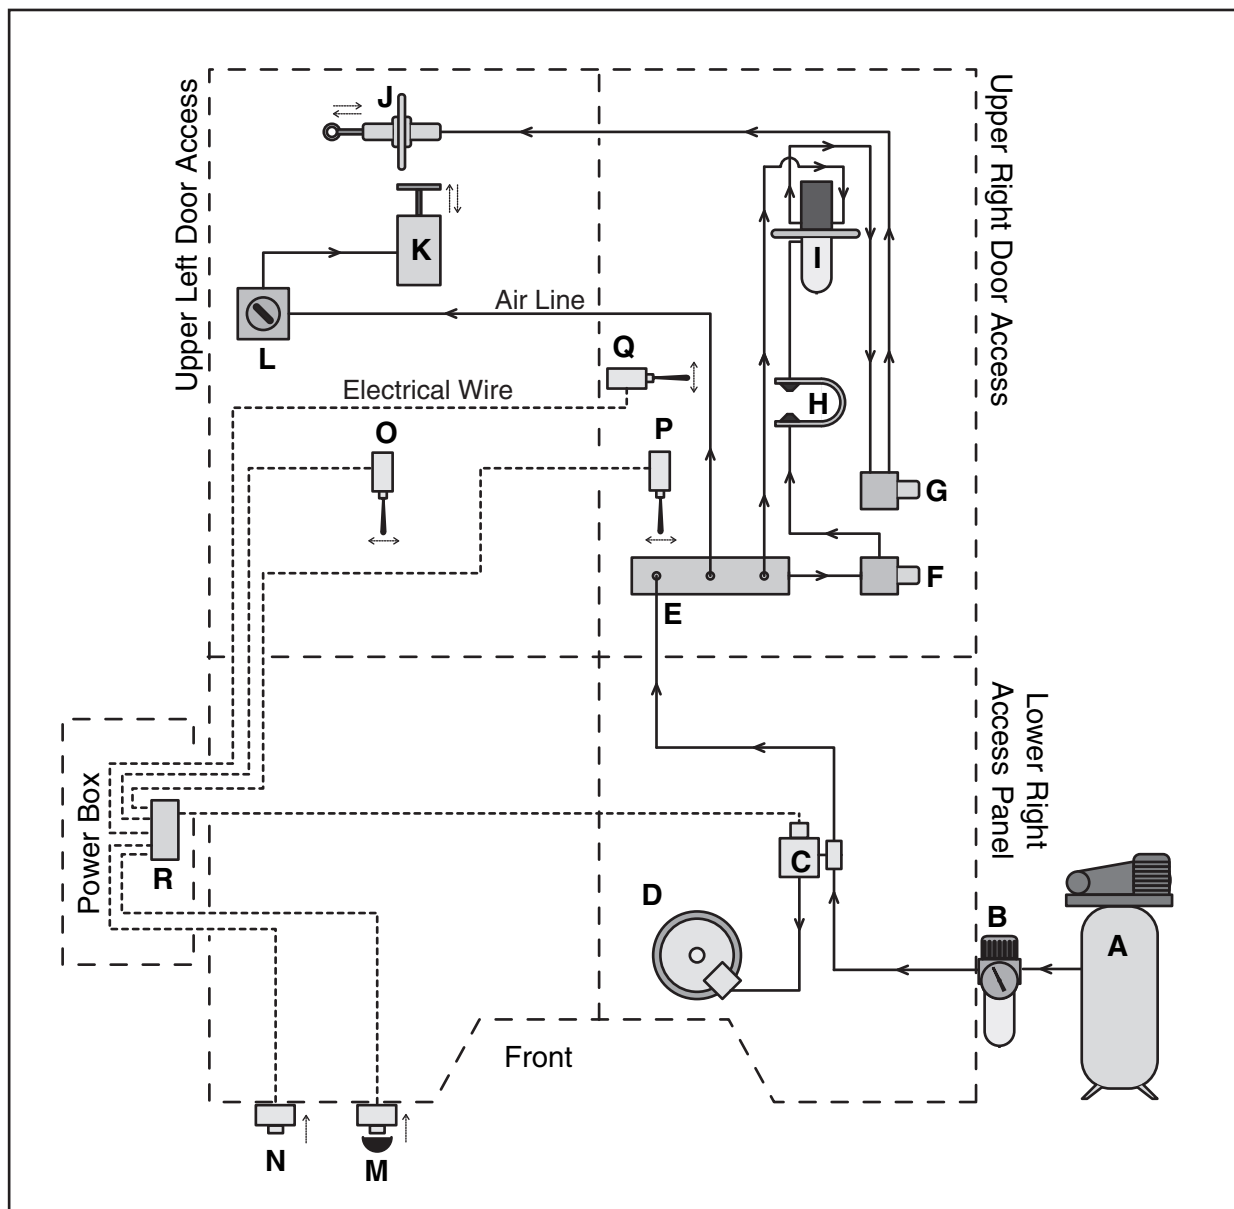 J
Upper Left Door Access
Upper Right Door Access
K
I
Air Line
L
Q
H
Electrical Wire
O
P
G
F
E
Lower Right
Access Panel
Power Box
R
C
D
B
A
Front
N
M